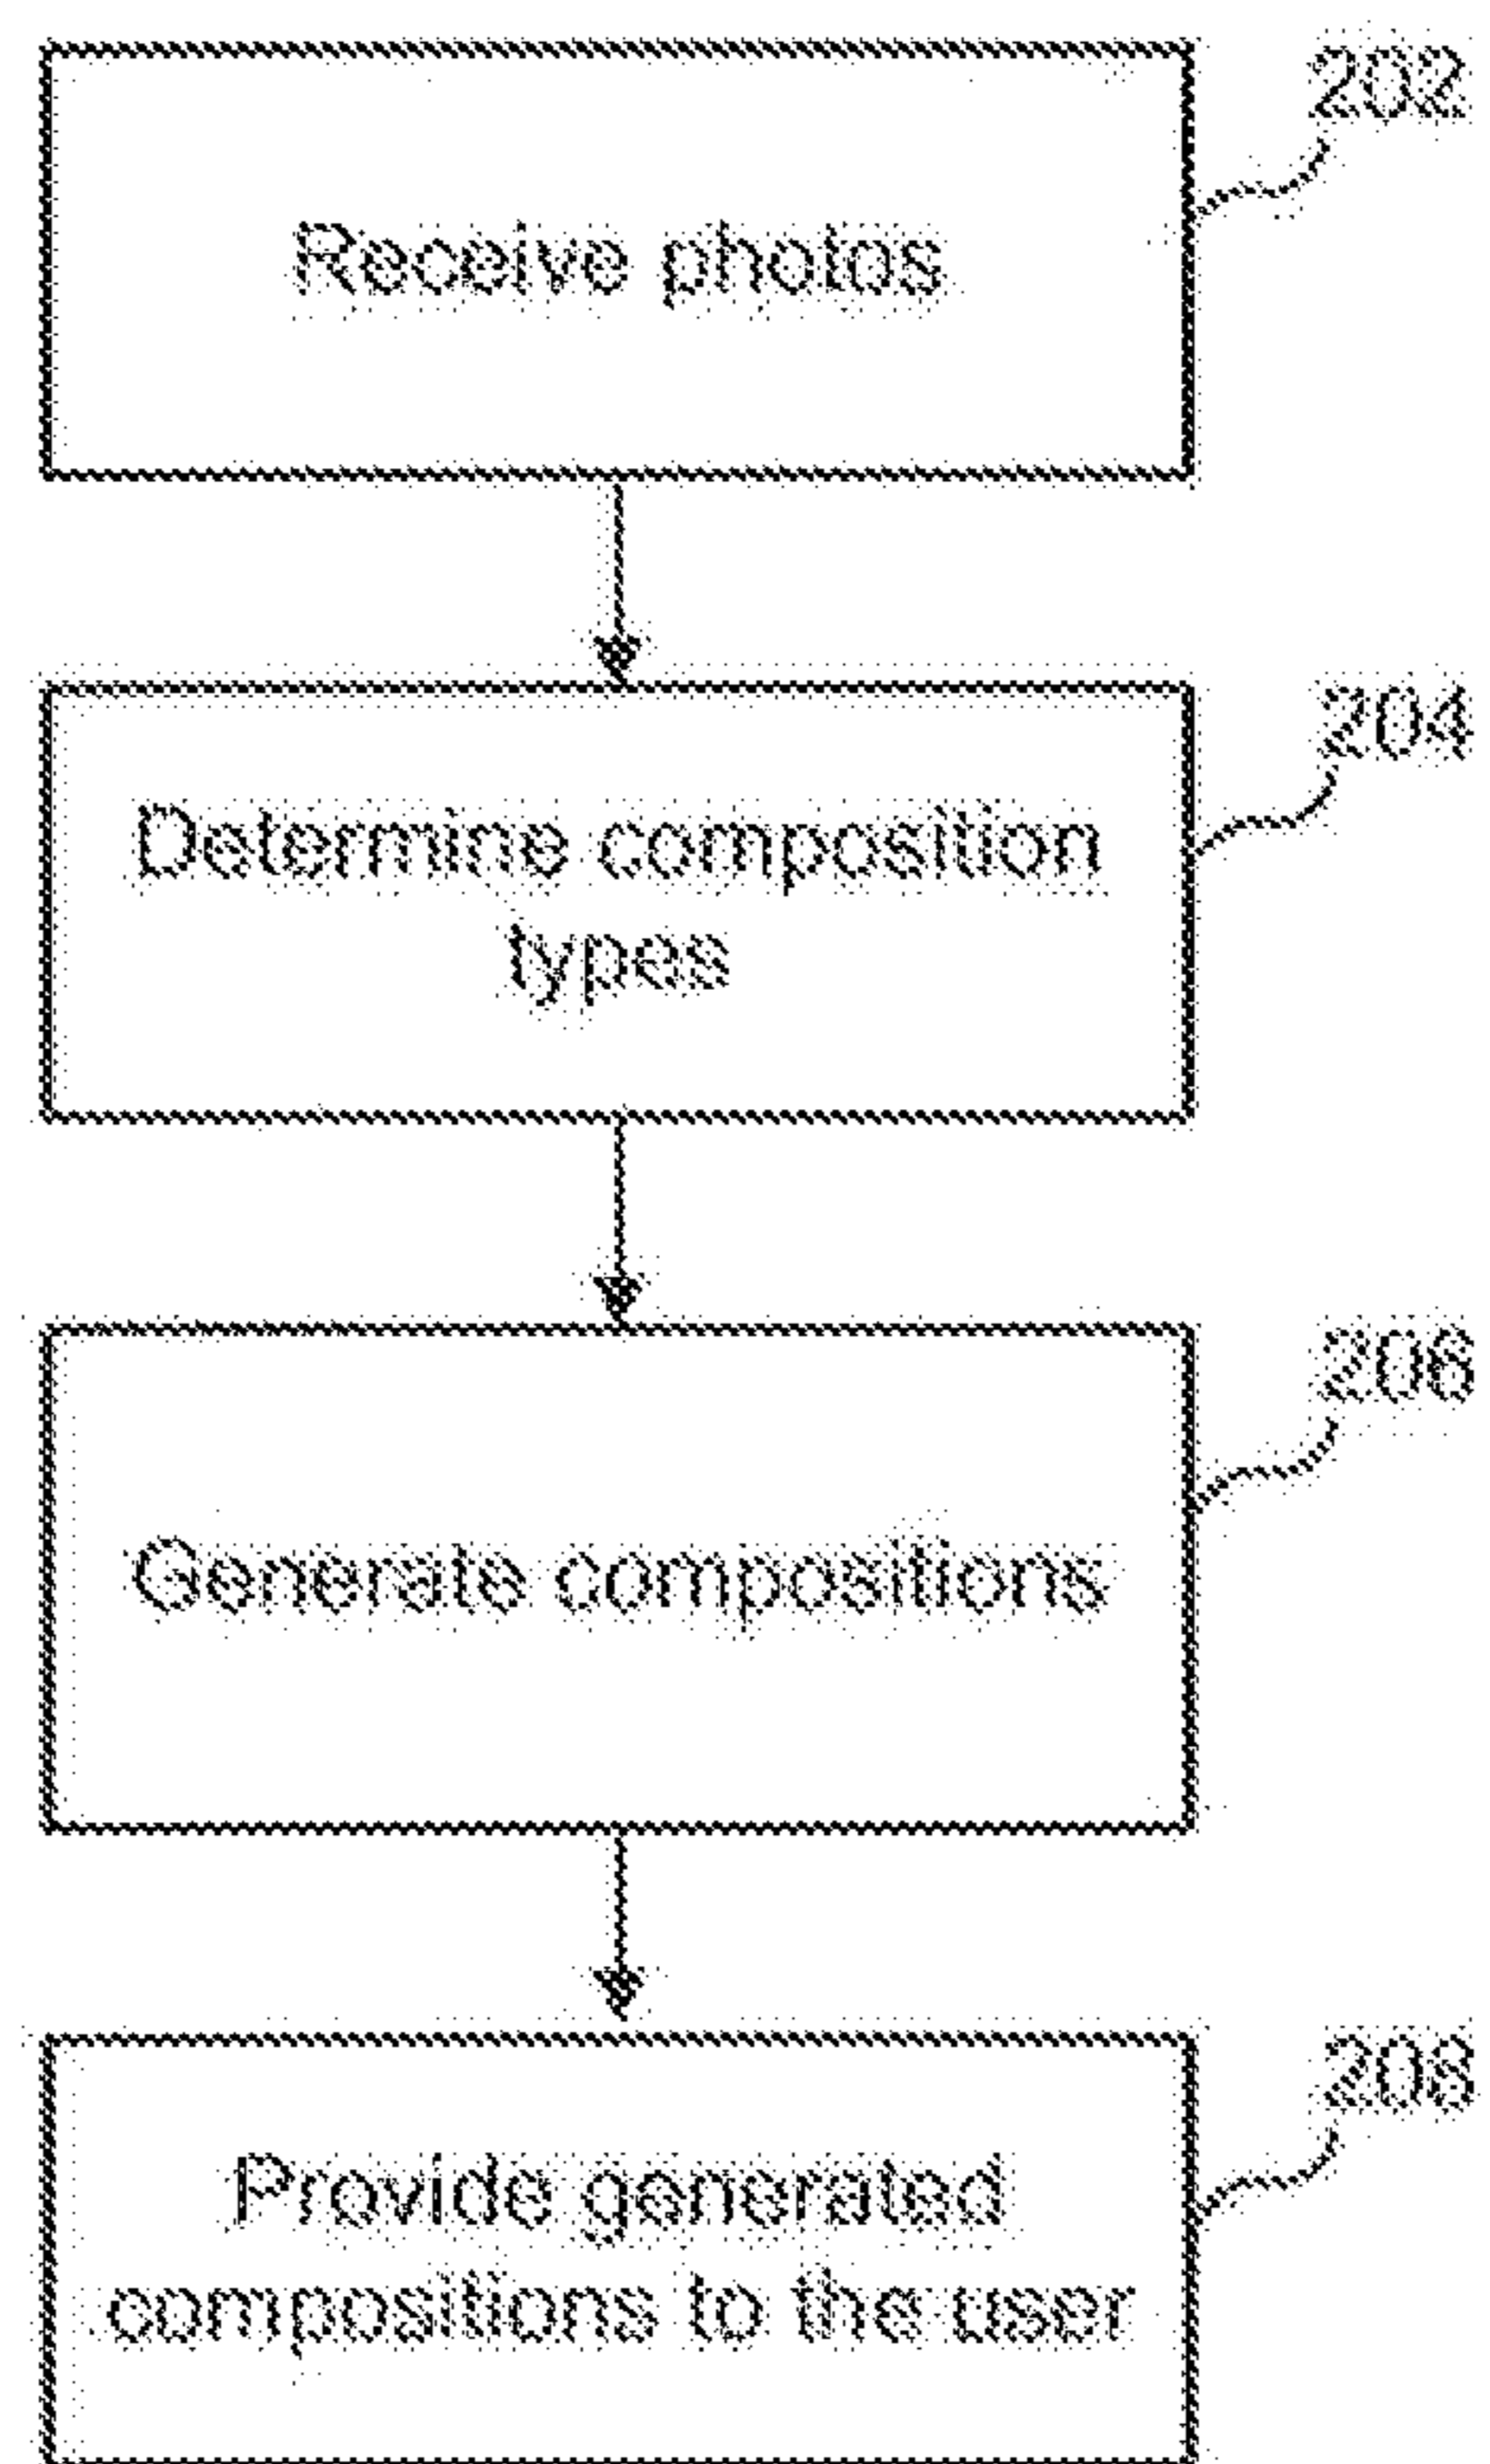 202
Receive photos
204
Determine composition
types
206
Generate compositions
208
Provide generated
compositions to the user